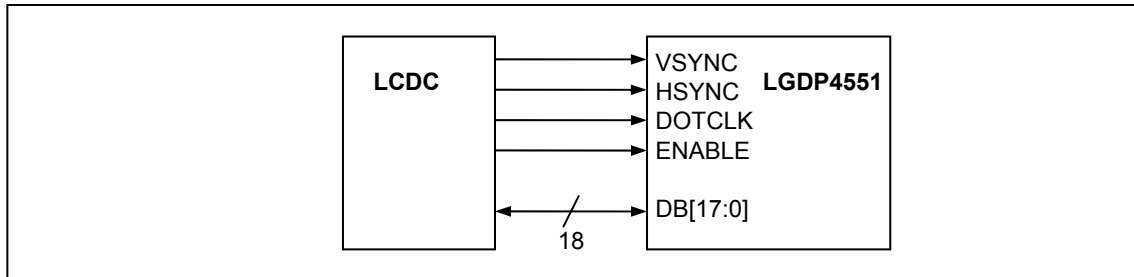 LCDC
VSYNC
LGDP4551
HSYNC
DOTCLK
ENABLE
DB[17:0]
18